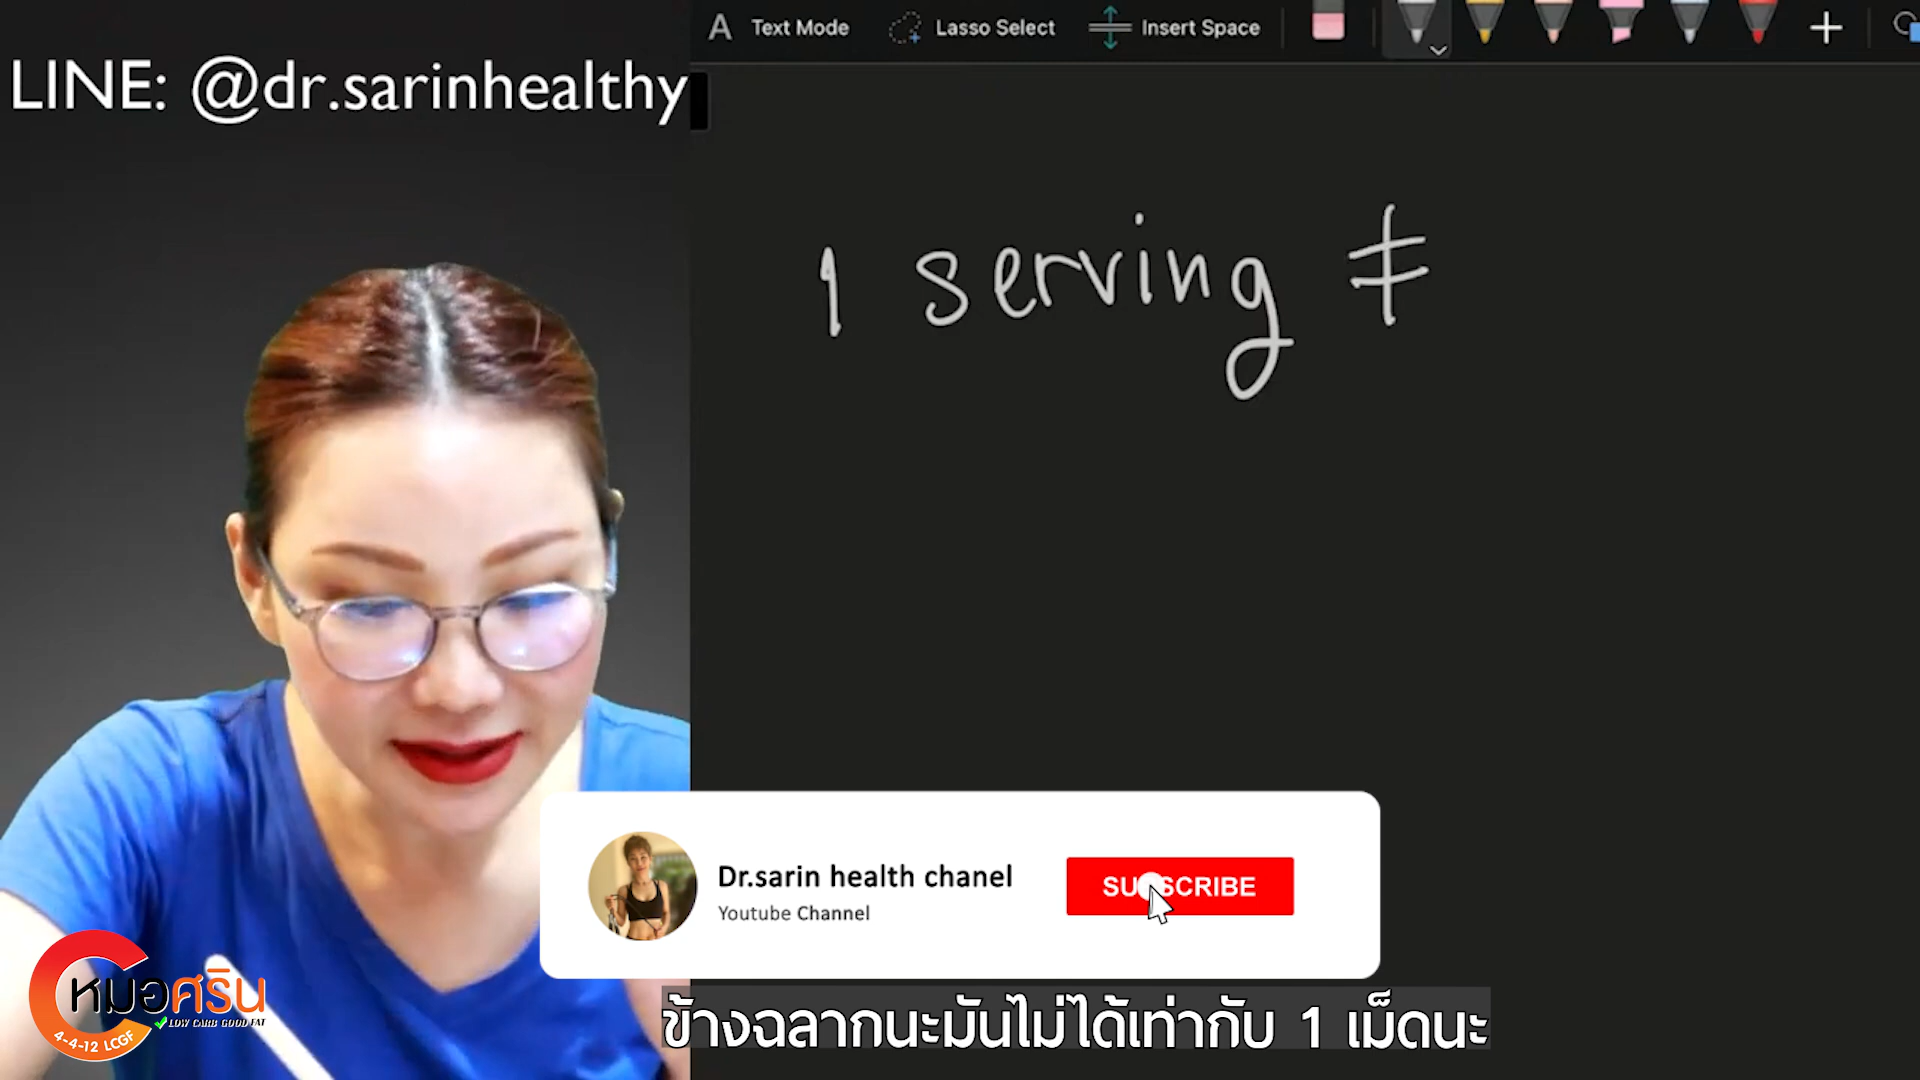 LINE: @dr.sarinhealthy
A Text Mode Lasso Select Insert Space
1 serving ≠
Dr.sarin health chanel
Youtube Channel
SUBSCRIBE
หมอศริน
LOW CARB GOOD FAT
4-4-12 LCGF
ข้างฉลากนะมันไม่ได้เท่ากับ 1 เม็ดนะ